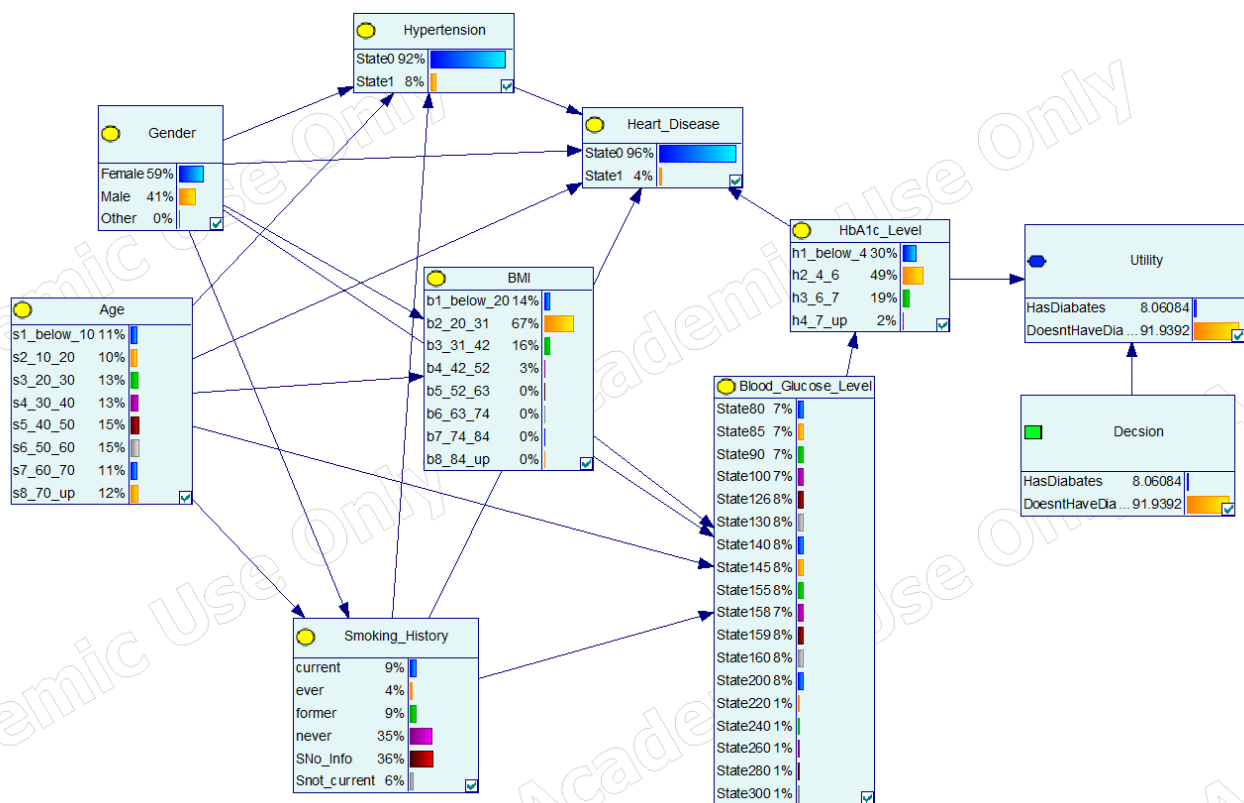 Hypertension
State0 92%
State1 8%
Gender
Female 59%
Male 41%
Other 0%
Heart_Disease
State0 96%
State1 4%
HbA1c_Level
h1_below_4 30%
h2_4_6 49%
h3_6_7 19%
h4_7_up 2%
Utility
HasDiabates 8.06084
DoesntHaveDia ... 91.9392
BMI
b1_below_20 14%
b2_20_31 67%
b3_31_42 16%
b4_42_52 3%
b5_52_63 0%
b6_63_74 0%
b7_74_84 0%
b8_84_up 0%
Age
s1_below_10 11%
s2_10_20 10%
s3_20_30 13%
s4_30_40 13%
s5_40_50 15%
s6_50_60 15%
s7_60_70 11%
s8_70_up 12%
Blood_Glucose_Level
State80 7%
State85 7%
State90 7%
State100 7%
State126 8%
State130 8%
State140 8%
State145 8%
State155 8%
State158 7%
State159 8%
State160 8%
State200 8%
State220 1%
State240 1%
State260 1%
State280 1%
State300 1%
Decsion
HasDiabates 8.06084
DoesntHaveDia ... 91.9392
Smoking_History
current 9%
ever 4%
former 9%
never 35%
SNo_Info 36%
Snot_current 6%
Academic Use Only